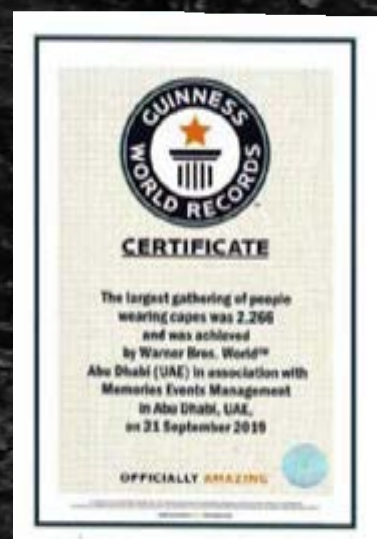 GUINNESS
WORLD RECORDS
CERTIFICATE
The largest gathering of people
wearing capes was 2.266
and was achieved
by Warner Bros. World™
Abu Dhabi (UAE) in association with
Memories Events Management
in Abu Dhabi, UAE,
on 21 September 2019
OFFICIALLY AMAZING